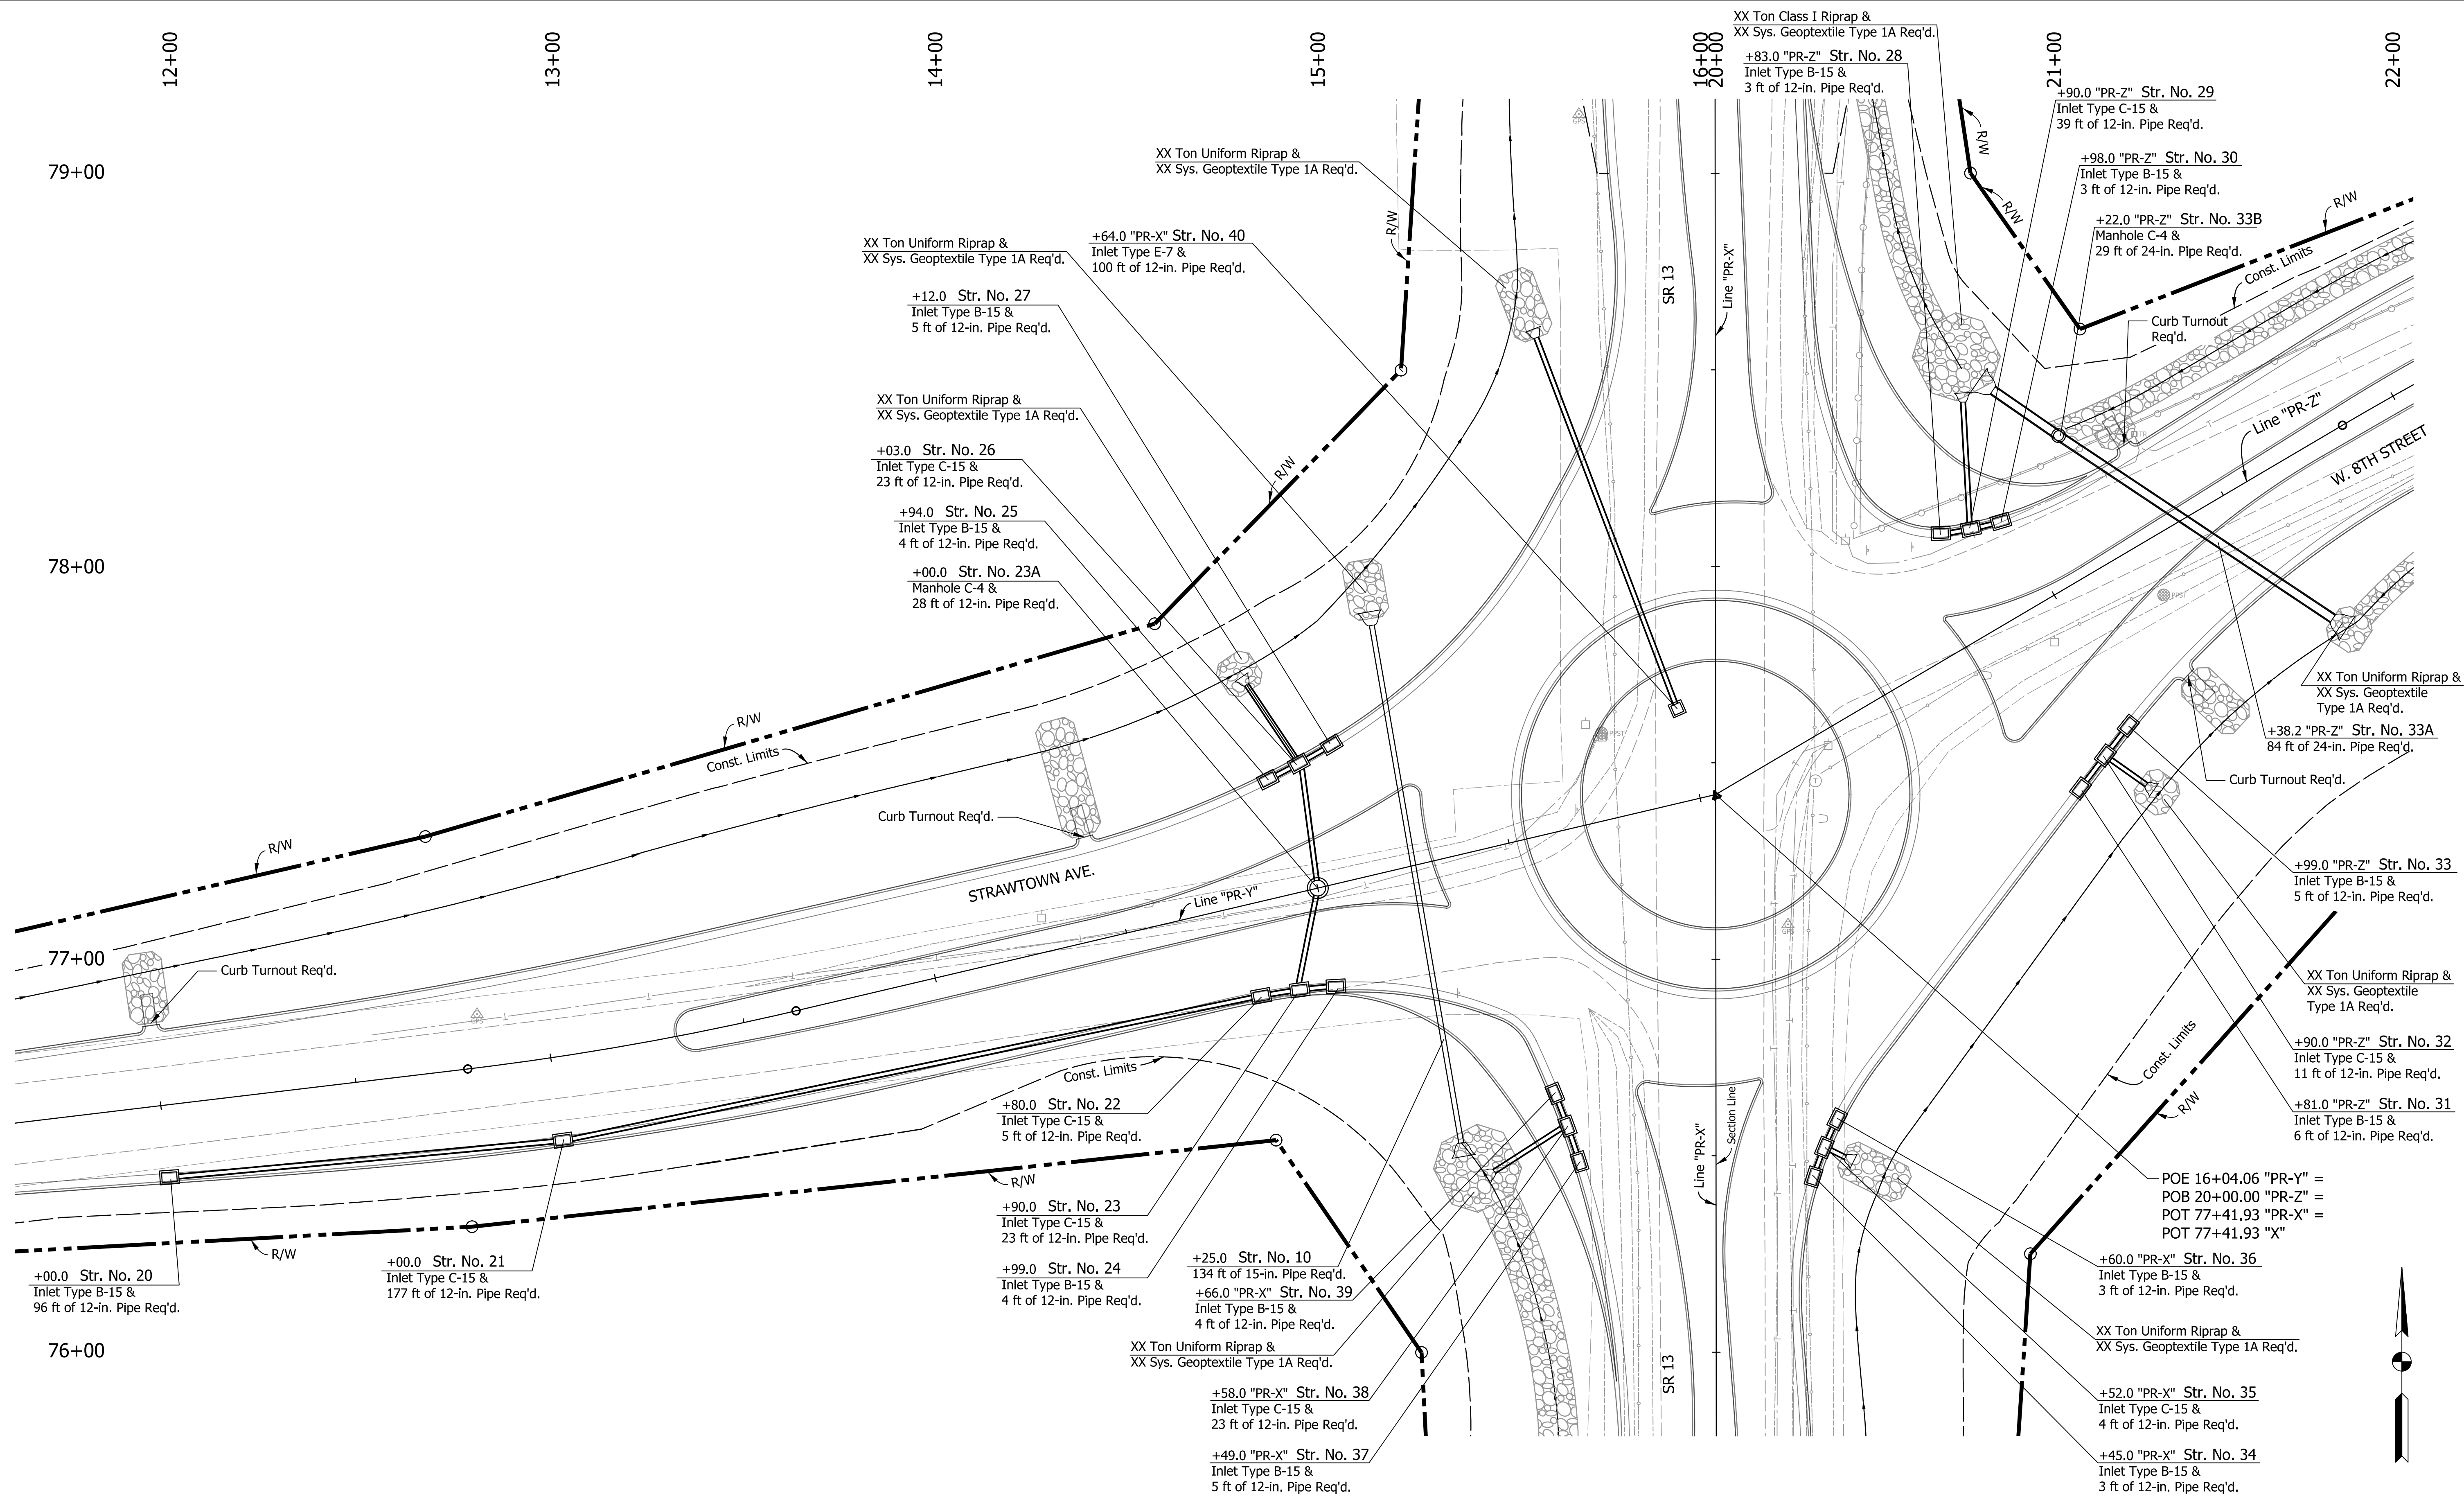 12+00
13+00
14+00
15+00
16+00
20+00
21+00
22+00
79+00
78+00
77+00
76+00
XX Ton Class I Riprap &
XX Sys. Geoptextile Type 1A Req'd.
+83.0 "PR-Z" Str. No. 28
Inlet Type B-15 &
3 ft of 12-in. Pipe Req'd.
+90.0 "PR-Z" Str. No. 29
Inlet Type C-15 &
39 ft of 12-in. Pipe Req'd.
+98.0 "PR-Z" Str. No. 30
Inlet Type B-15 &
3 ft of 12-in. Pipe Req'd.
+22.0 "PR-Z" Str. No. 33B
Manhole C-4 &
29 ft of 24-in. Pipe Req'd.
R/W
R/W
R/W
Const. Limits
Curb Turnout
Req'd.
Line "PR-Z"
W. 8TH STREET
XX Ton Uniform Riprap &
XX Sys. Geoptextile Type 1A Req'd.
XX Ton Uniform Riprap &
XX Sys. Geoptextile Type 1A Req'd.
+64.0 "PR-X" Str. No. 40
Inlet Type E-7 &
100 ft of 12-in. Pipe Req'd.
+12.0 Str. No. 27
Inlet Type B-15 &
5 ft of 12-in. Pipe Req'd.
XX Ton Uniform Riprap &
XX Sys. Geoptextile Type 1A Req'd.
+03.0 Str. No. 26
Inlet Type C-15 &
23 ft of 12-in. Pipe Req'd.
+94.0 Str. No. 25
Inlet Type B-15 &
4 ft of 12-in. Pipe Req'd.
+00.0 Str. No. 23A
Manhole C-4 &
28 ft of 12-in. Pipe Req'd.
R/W
R/W
R/W
R/W
Const. Limits
GPS
SR 13
Line "PR-X"
TR
PPST
PPST
GPS
GPS
Curb Turnout Req'd.
STRAWTOWN AVE.
Line "PR-Y"
Curb Turnout Req'd.
Const. Limits
R/W
R/W
XX Ton Uniform Riprap &
XX Sys. Geoptextile
Type 1A Req'd.
+38.2 "PR-Z" Str. No. 33A
84 ft of 24-in. Pipe Req'd.
Curb Turnout Req'd.
+99.0 "PR-Z" Str. No. 33
Inlet Type B-15 &
5 ft of 12-in. Pipe Req'd.
XX Ton Uniform Riprap &
XX Sys. Geoptextile
Type 1A Req'd.
+90.0 "PR-Z" Str. No. 32
Inlet Type C-15 &
11 ft of 12-in. Pipe Req'd.
+81.0 "PR-Z" Str. No. 31
Inlet Type B-15 &
6 ft of 12-in. Pipe Req'd.
Const. Limits
R/W
POE 16+04.06 "PR-Y" =
POB 20+00.00 "PR-Z" =
POT 77+41.93 "PR-X" =
POT 77+41.93 "X"
+60.0 "PR-X" Str. No. 36
Inlet Type B-15 &
3 ft of 12-in. Pipe Req'd.
XX Ton Uniform Riprap &
XX Sys. Geoptextile Type 1A Req'd.
+52.0 "PR-X" Str. No. 35
Inlet Type C-15 &
4 ft of 12-in. Pipe Req'd.
+45.0 "PR-X" Str. No. 34
Inlet Type B-15 &
3 ft of 12-in. Pipe Req'd.
Line "PR-X"
Section Line
SR 13
+00.0 Str. No. 20
Inlet Type B-15 &
96 ft of 12-in. Pipe Req'd.
+00.0 Str. No. 21
Inlet Type C-15 &
177 ft of 12-in. Pipe Req'd.
+80.0 Str. No. 22
Inlet Type C-15 &
5 ft of 12-in. Pipe Req'd.
+90.0 Str. No. 23
Inlet Type C-15 &
23 ft of 12-in. Pipe Req'd.
+99.0 Str. No. 24
Inlet Type B-15 &
4 ft of 12-in. Pipe Req'd.
+25.0 Str. No. 10
134 ft of 15-in. Pipe Req'd.
+66.0 "PR-X" Str. No. 39
Inlet Type B-15 &
4 ft of 12-in. Pipe Req'd.
XX Ton Uniform Riprap &
XX Sys. Geoptextile Type 1A Req'd.
+58.0 "PR-X" Str. No. 38
Inlet Type C-15 &
23 ft of 12-in. Pipe Req'd.
+49.0 "PR-X" Str. No. 37
Inlet Type B-15 &
5 ft of 12-in. Pipe Req'd.